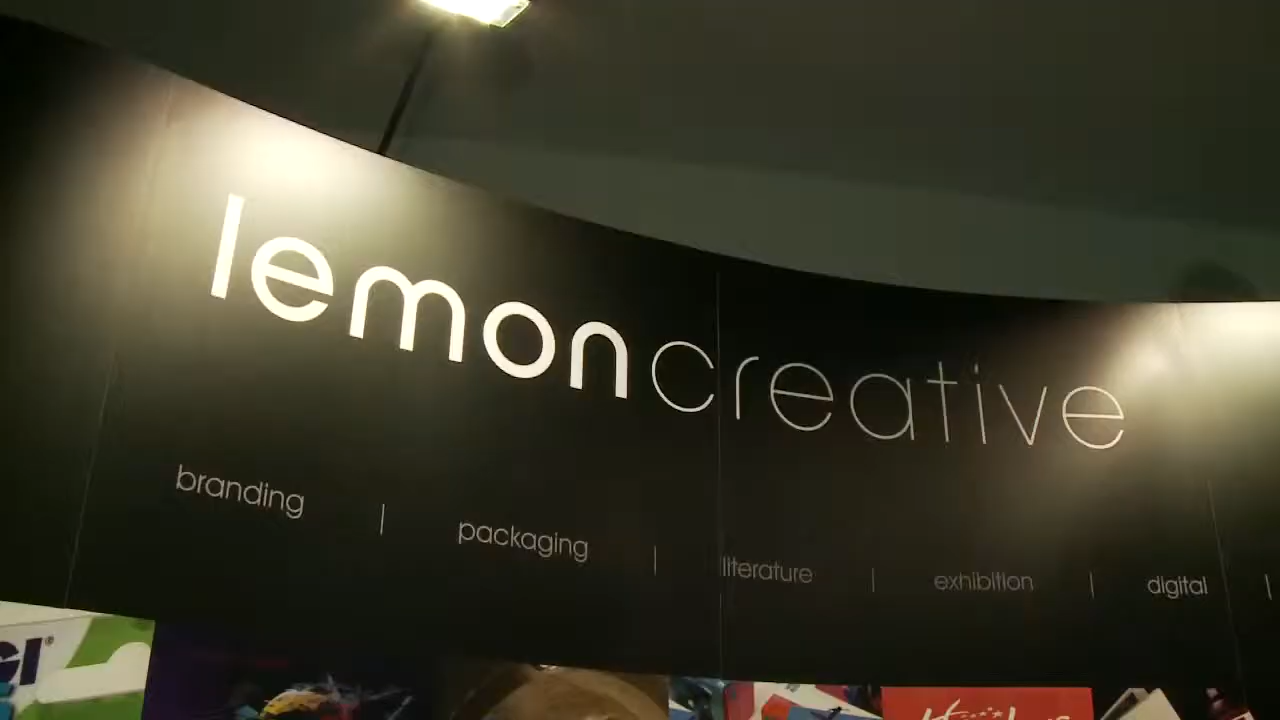 lemoncreative
branding | packaging | literature | exhibition | digital |